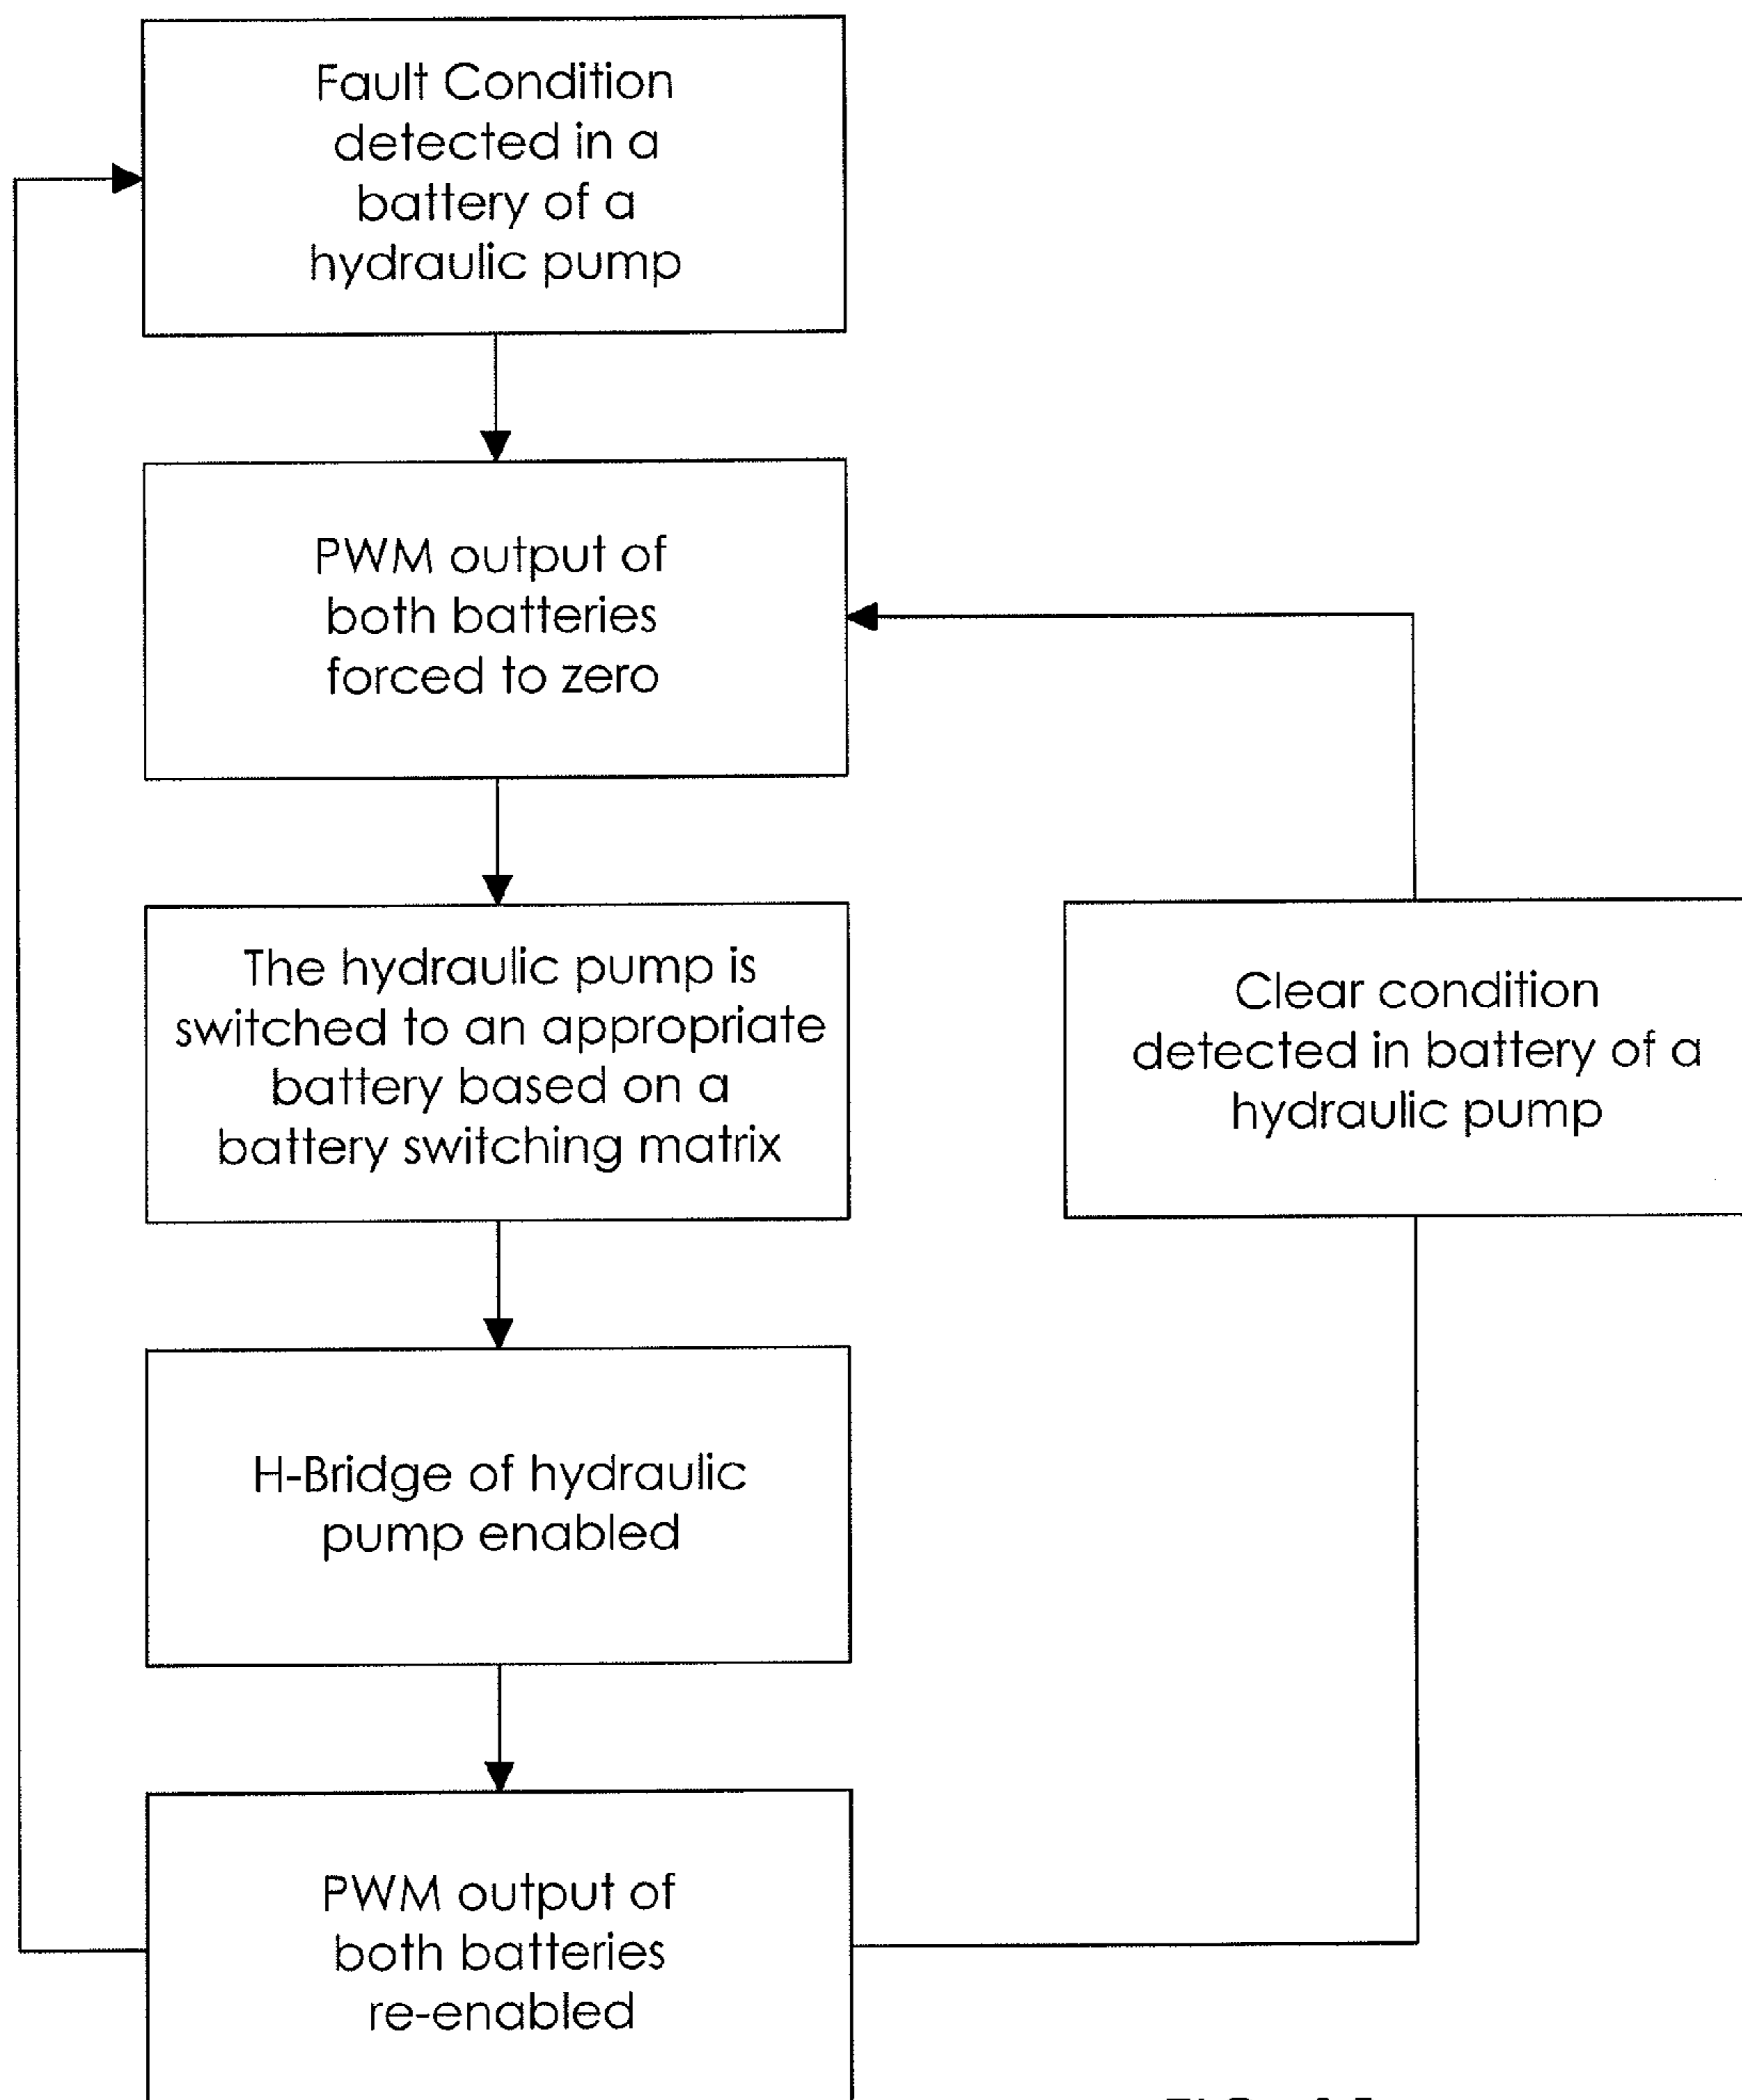 Fault Condition
detected in a
battery of a
hydraulic pump
PWM output of
both batteries
forced to zero
The hydraulic pump is
switched to an appropriate
battery based on a
battery switching matrix
Clear condition
detected in battery of a
hydraulic pump
H-Bridge of hydraulic
pump enabled
PWM output of
both batteries
re-enabled